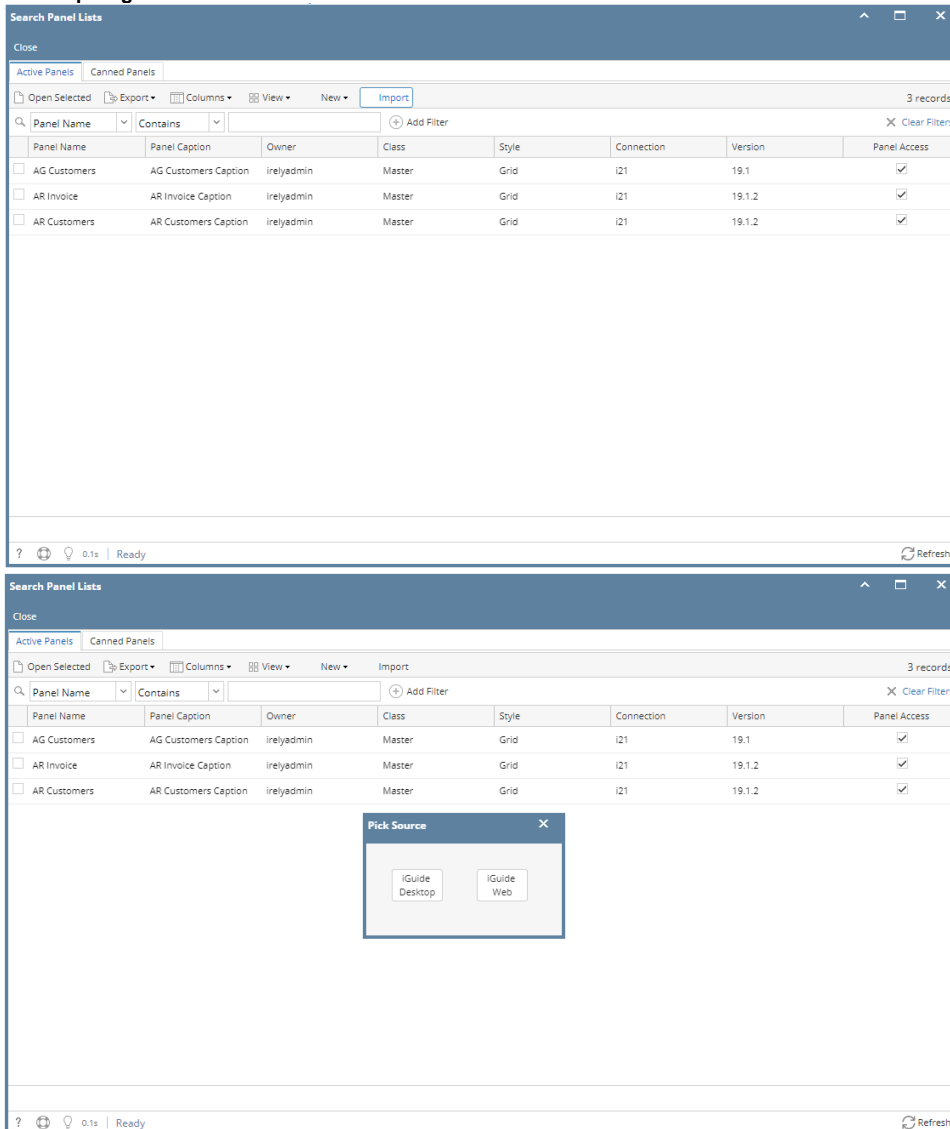 Search Panel Lists
Close
Active Panels Canned Panels
Open Selected Export Columns View New Import 3 records
Panel Name Contains Add Filter Clear Filter
Panel Name Panel Caption Owner Class Style Connection Version Panel Access
AG Customers AG Customers Caption irelyadmin Master Grid i21 19.1
AR Invoice AR Invoice Caption irelyadmin Master Grid i21 19.1.2
AR Customers AR Customers Caption irelyadmin Master Grid i21 19.1.2
? 0.1s Ready Refresh
Search Panel Lists
Close
Active Panels Canned Panels
Open Selected Export Columns View New Import 3 records
Panel Name Contains Add Filter Clear Filter
Panel Name Panel Caption Owner Class Style Connection Version Panel Access
AG Customers AG Customers Caption irelyadmin Master Grid i21 19.1
AR Invoice AR Invoice Caption irelyadmin Master Grid i21 19.1.2
AR Customers AR Customers Caption irelyadmin Master Grid i21 19.1.2
Pick Source
iGuide Desktop
iGuide Web
? 0.1s Ready Refresh